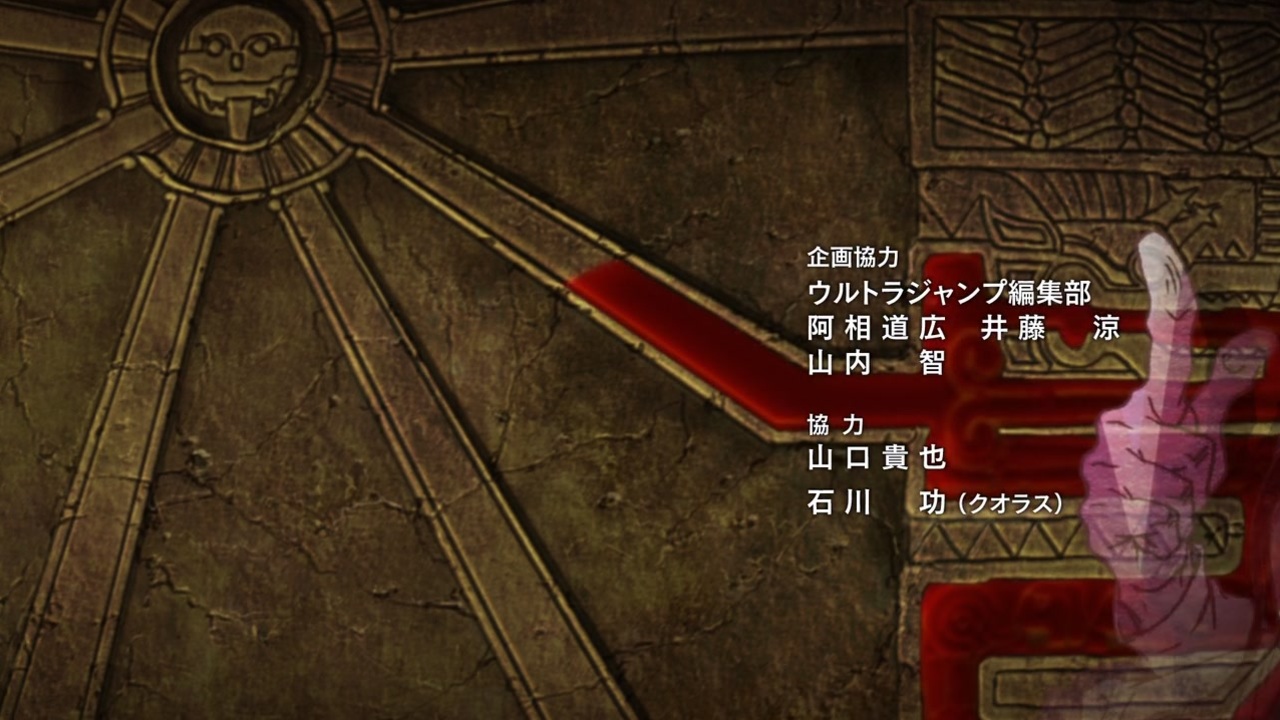 企画協力
ウルトラジャンプ編集部
阿相道広　井藤　涼
山内　智
協力
山口貴也
石川　功（クオラス）